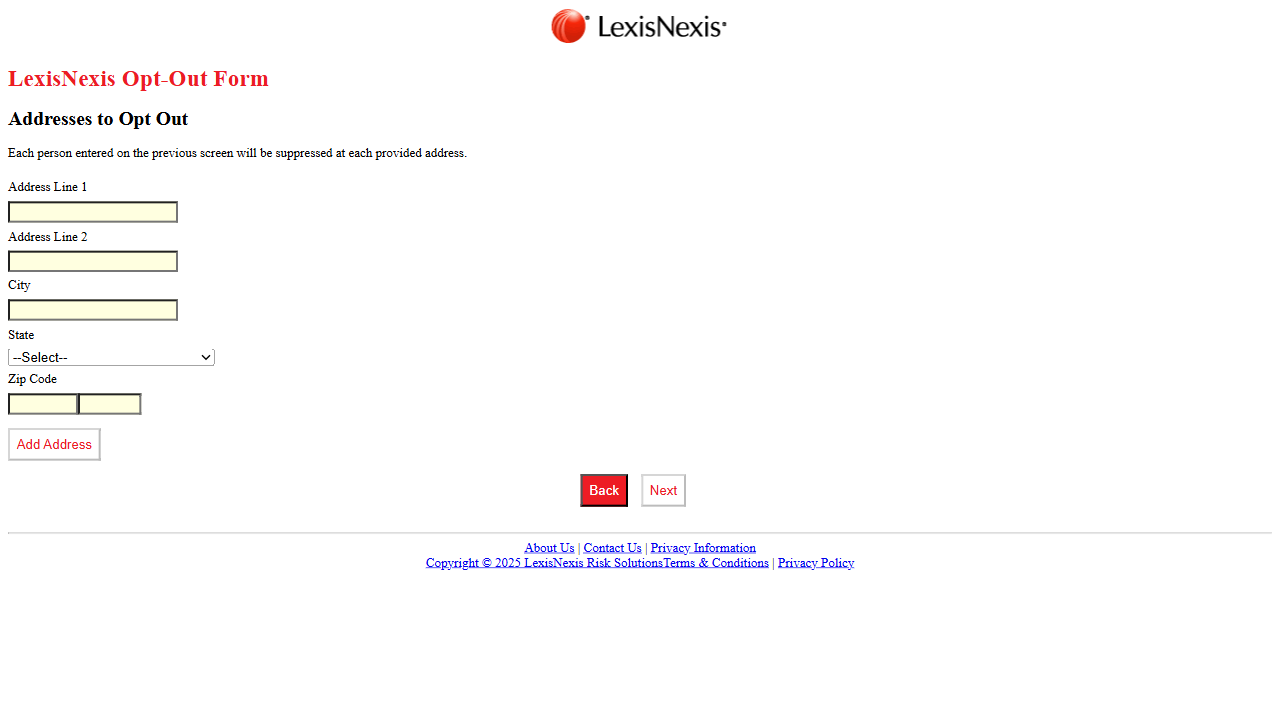 LexisNexis
LexisNexis Opt-Out Form
Addresses to Opt Out
Each person entered on the previous screen will be suppressed at each provided address.
Address Line 1
Address Line 2
City
State
--Select--
Zip Code
Add Address
Back Next
About Us | Contact Us | Privacy Information
Copyright © 2025 LexisNexis Risk SolutionsTerms & Conditions | Privacy Policy